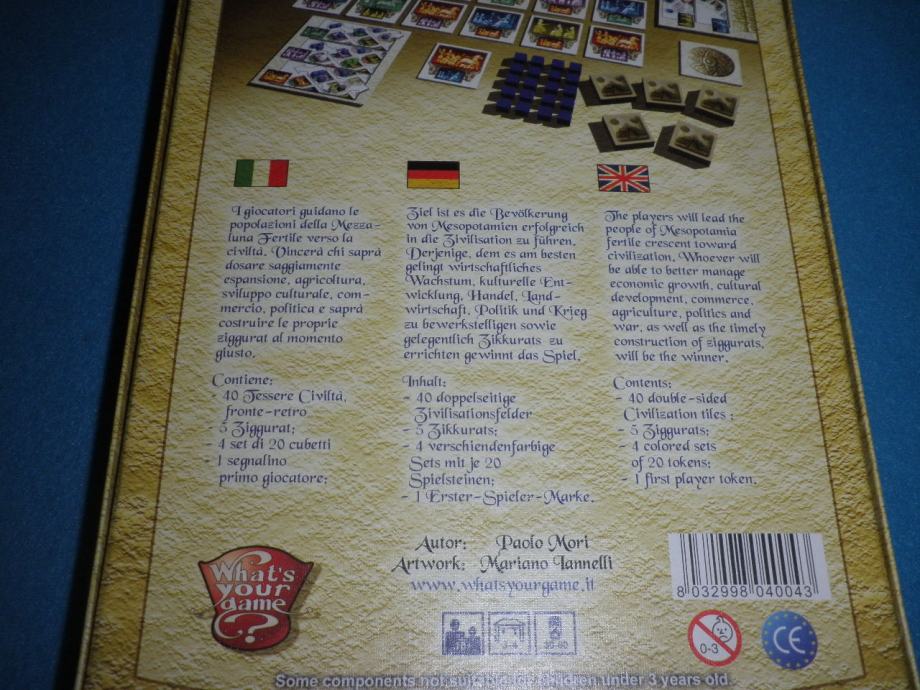 I giocatori guidano le
popolazioni della Mezza-
luna Fertile verso la
civiltà. Vincerà chi saprà
dosare saggiamente
espansione, agricoltura,
sviluppo culturale, com-
mercio, politica e saprà
costruire le proprie
ziggurat al momento
giusto.
Contiene:
- 40 Tessere Civiltà,
fronte-retro
- 5 Ziggurat;
- 4 set di 20 cubetti
- 1 segnalino
primo giocatore;
Ziel ist es die Bevölkerung
von Mesopotamien erfolgreich
in die Zivilisation zu führen.
Derjenige, dem es am besten
gelingt wirtschaftliches
Wachstum, kulturelle Ent-
wicklung, Handel, Land-
wirtschaft, Politik und Krieg
zu bewerkstelligen sowie
gelegentlich Zikkurats zu
errichten gewinnt das Spiel.
Inhalt:
- 40 doppelseitige
Zivilisationsfelder
- 5 Zikkurats;
- 4 verschiendenfarbige
Sets mit je 20
Spielsteinen;
- 1 Erster-Spieler-Marke.
The players will lead the
people of Mesopotamia
fertile crescent toward
civilization. Whoever will
be able to better manage
economic growth, cultural
development, commerce,
agriculture, politics and
war, as well as the timely
construction of ziggurats,
will be the winner.
Contents:
- 40 double-sided
Civilization tiles ;
- 5 Ziggurats;
- 4 colored sets
of 20 tokens;
- 1 first player token.
Autor: Paolo Mori
Artwork: Mariano Iannelli
www.whatsyourgame.it
What's
your
game
?
8 032998 040043
3-4
0-3
CE
Some components not suitable for children under 3 years old.